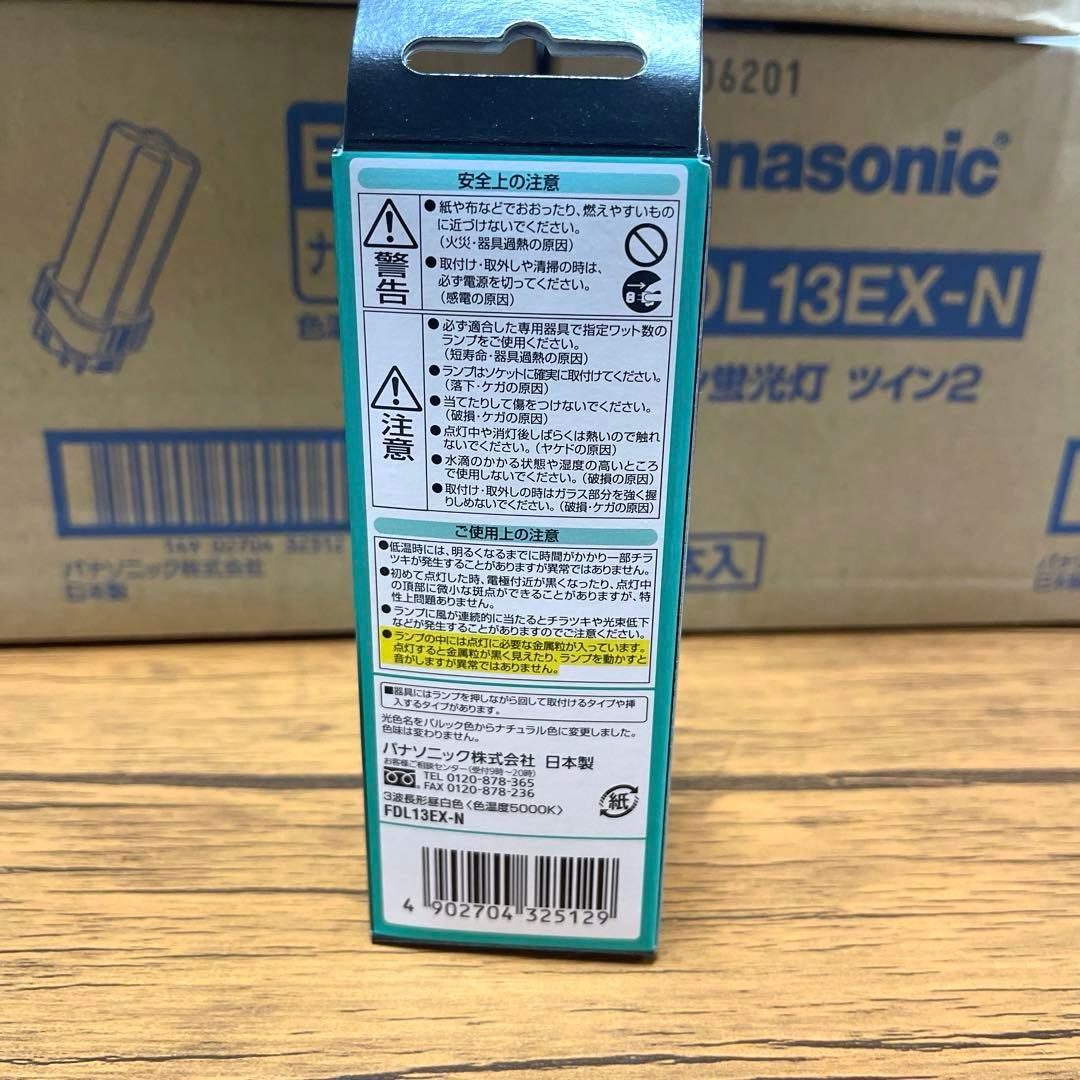 06201
nasonic
DL13EX-N
蛍光灯 ツイン2
本入
パナソニック株式会社
日本製
安全上の注意
警告
●紙や布などでおおったり、燃えやすいもの
に近づけないでください。
(火災・器具過熱の原因)
●取付け・取外しや清掃の時は、
必ず電源を切ってください。
(感電の原因)
注意
●必ず適合した専用器具で指定ワット数の
ランプをご使用ください。
(短寿命・器具過熱の原因)
●ランプはソケットに確実に取付けてください。
(落下・ケガの原因)
●当てたりして傷をつけないでください。
(破損・ケガの原因)
●点灯中や消灯後しばらくは熱いので触れ
ないでください。(ヤケドの原因)
●水滴のかかる状態や湿度の高いところ
で使用しないでください。(破損の原因)
●取付け・取外しの時はガラス部分を強く握
りしめないでください。(破損・ケガの原因)
ご使用上の注意
●低温時には、明るくなるまでに時間がかかり一部チラ
ツキが発生することがありますが異常ではありません。
●初めて点灯した時、電極付近が黒くなったり、点灯中
の頂部に微小な斑点ができることがありますが、特
性上問題ありません。
●ランプに風が連続的に当たるとチラツキや光束低下
などが発生することがありますのでご注意ください。
●ランプの中には点灯に必要な金属粒が入っています。
点灯すると金属粒が黒く見えたり、ランプを動かすと
音がしますが異常ではありません。
■器具にはランプを押しながら回して取付けるタイプや挿
入するタイプがあります。
光色名をパルック色からナチュラル色に変更しました。
色味は変わりません。
パナソニック株式会社 日本製
お客様ご相談センター(受付9時～20時)
TEL 0120-878-365
FAX 0120-878-236
3波長形昼白色〈色温度5000K〉
FDL13EX-N
紙
4 902704 325129